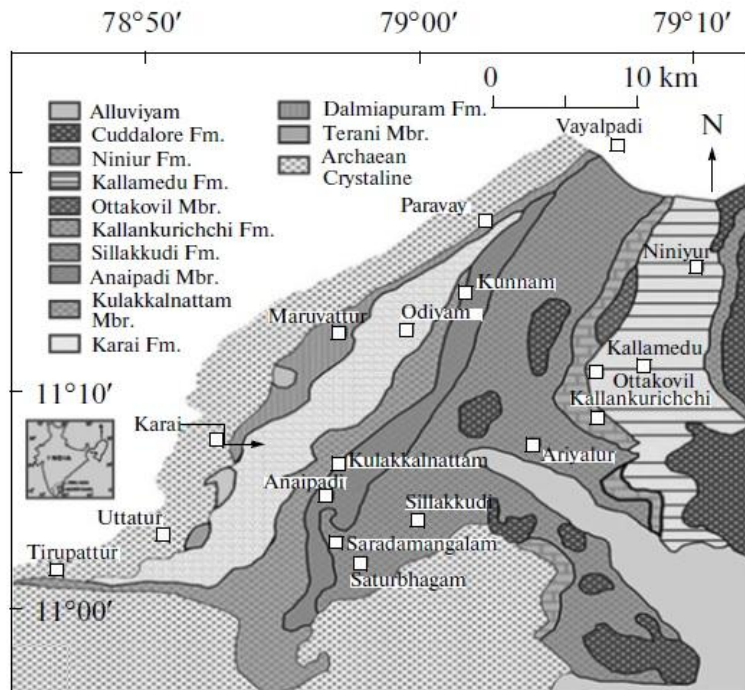 78°50′ 79°00′ 79°10′
0 10 km
Alluviyam
Cuddalore Fm.
Niniur Fm.
Kallamedu Fm.
Ottakovil Mbr.
Kallankurichchi Fm.
Sillakkudi Fm.
Anaipadi Mbr.
Kulakkalnattam
Mbr.
Karai Fm.
Dalmiapuram Fm.
Terani Mbr.
Archaean
Crystaline
Vayalpadi
N
Paravay
Niniyur
Kunnam
Maruvattur
Odiyam
Kallamedu
11°10′
Ottakovil
Kallankurichchi
Karai
Ariyalur
Kulakkalnattam
Anaipadi
Sillakkudi
Uttatur
Saradamangalam
Tirupattur
Saturbhagam
11°00′